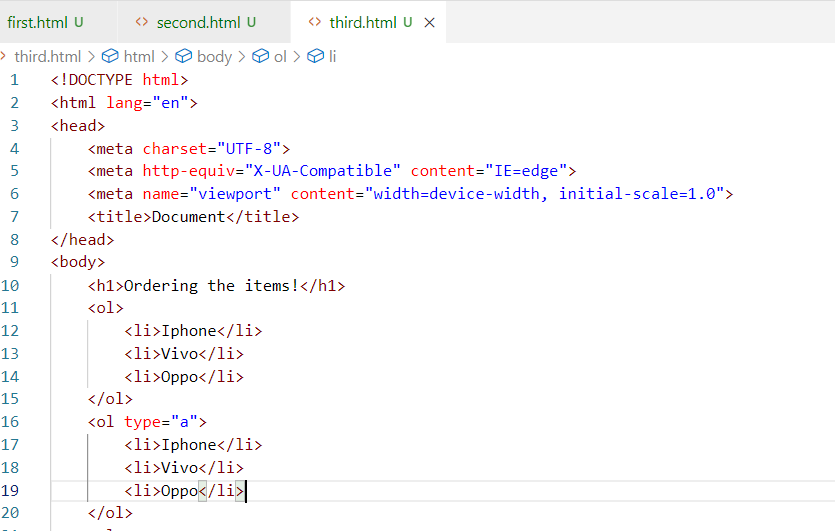 first.html U second.html U third.html U
third.html > html > body > ol > li
1 <!DOCTYPE html>
2 <html lang="en">
3 <head>
4     <meta charset="UTF-8">
5     <meta http-equiv="X-UA-Compatible" content="IE=edge">
6     <meta name="viewport" content="width=device-width, initial-scale=1.0">
7     <title>Document</title>
8 </head>
9 <body>
10     <h1>Ordering the items!</h1>
11     <ol>
12         <li>Iphone</li>
13         <li>Vivo</li>
14         <li>Oppo</li>
15     </ol>
16     <ol type="a">
17         <li>Iphone</li>
18         <li>Vivo</li>
19         <li>Oppo</li>
20     </ol>